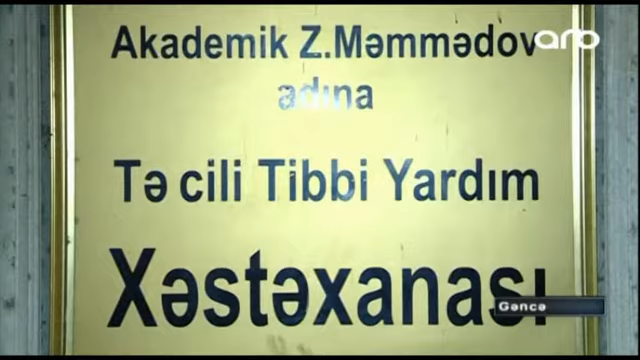 Akademik Z.Məmmədov
arb
adına
Tə cili Tibbi Yardım
Xəstəxanası
Gəncə